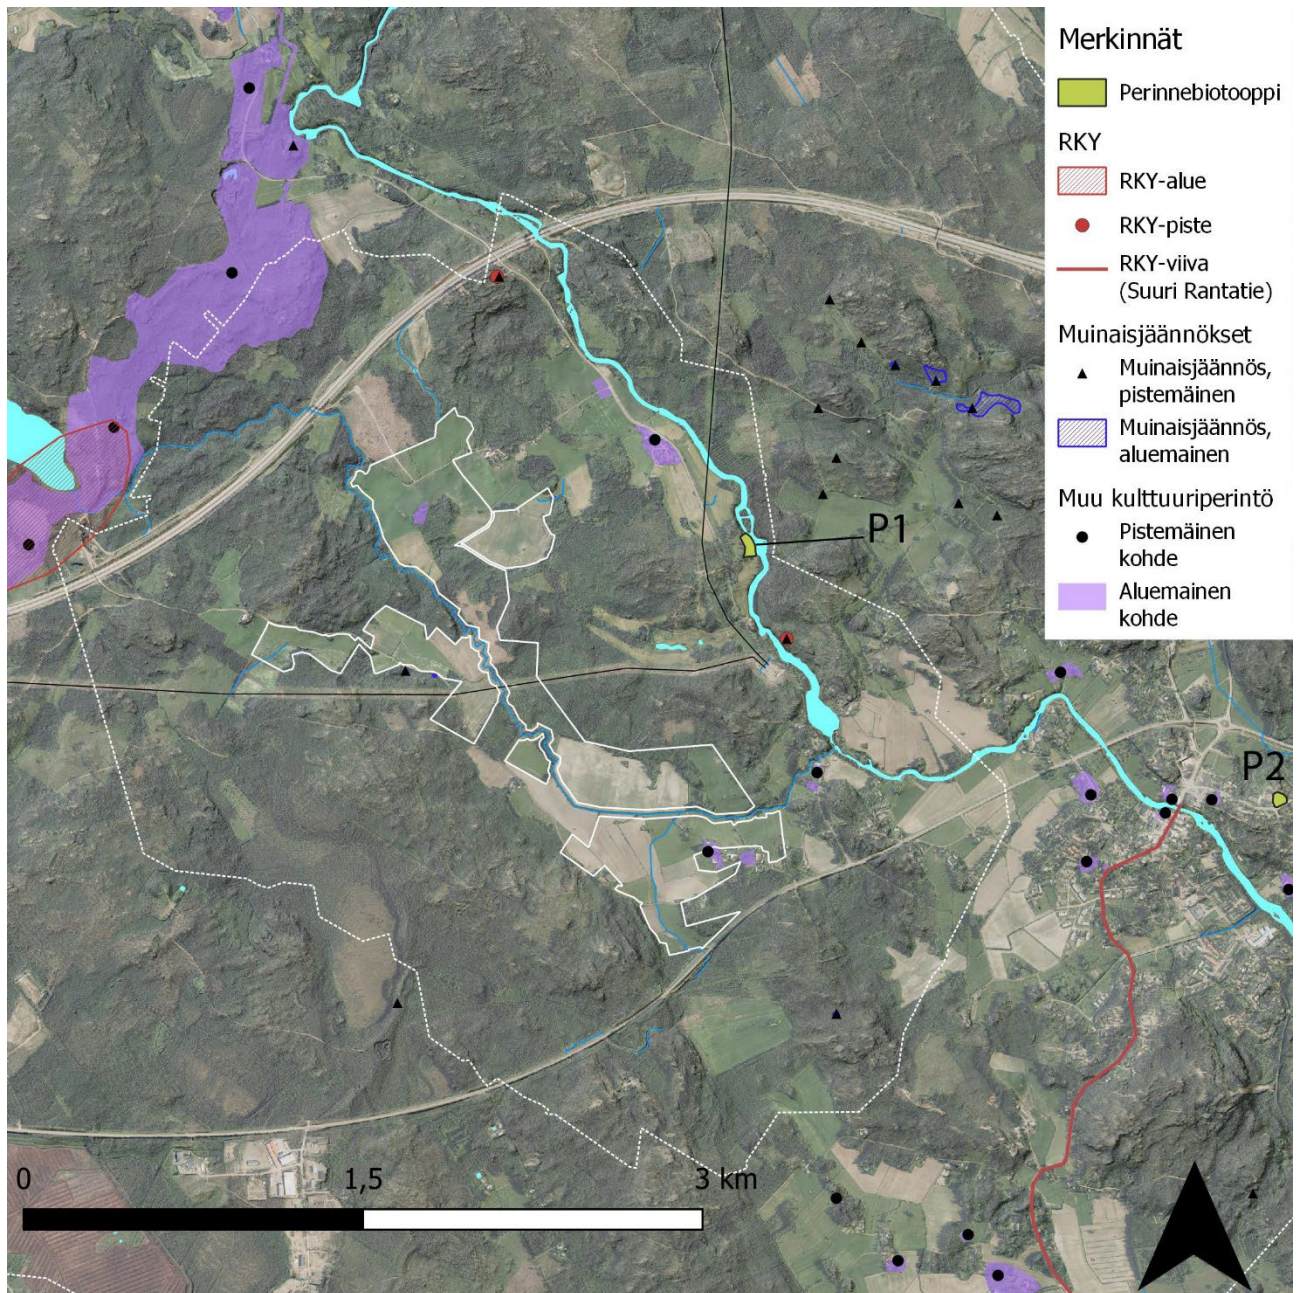 Merkinnät
Perinnebiotooppi
RKY
RKY-alue
RKY-piste
RKY-viiva
(Suuri Rantatie)
Muinaisjäännökset
Muinaisjäännös,
pistemäinen
Muinaisjäännös,
aluemainen
Muu kulttuuriperintö
Pistemäinen
kohde
Aluemainen
kohde
P1
P2
0 1,5 3 km